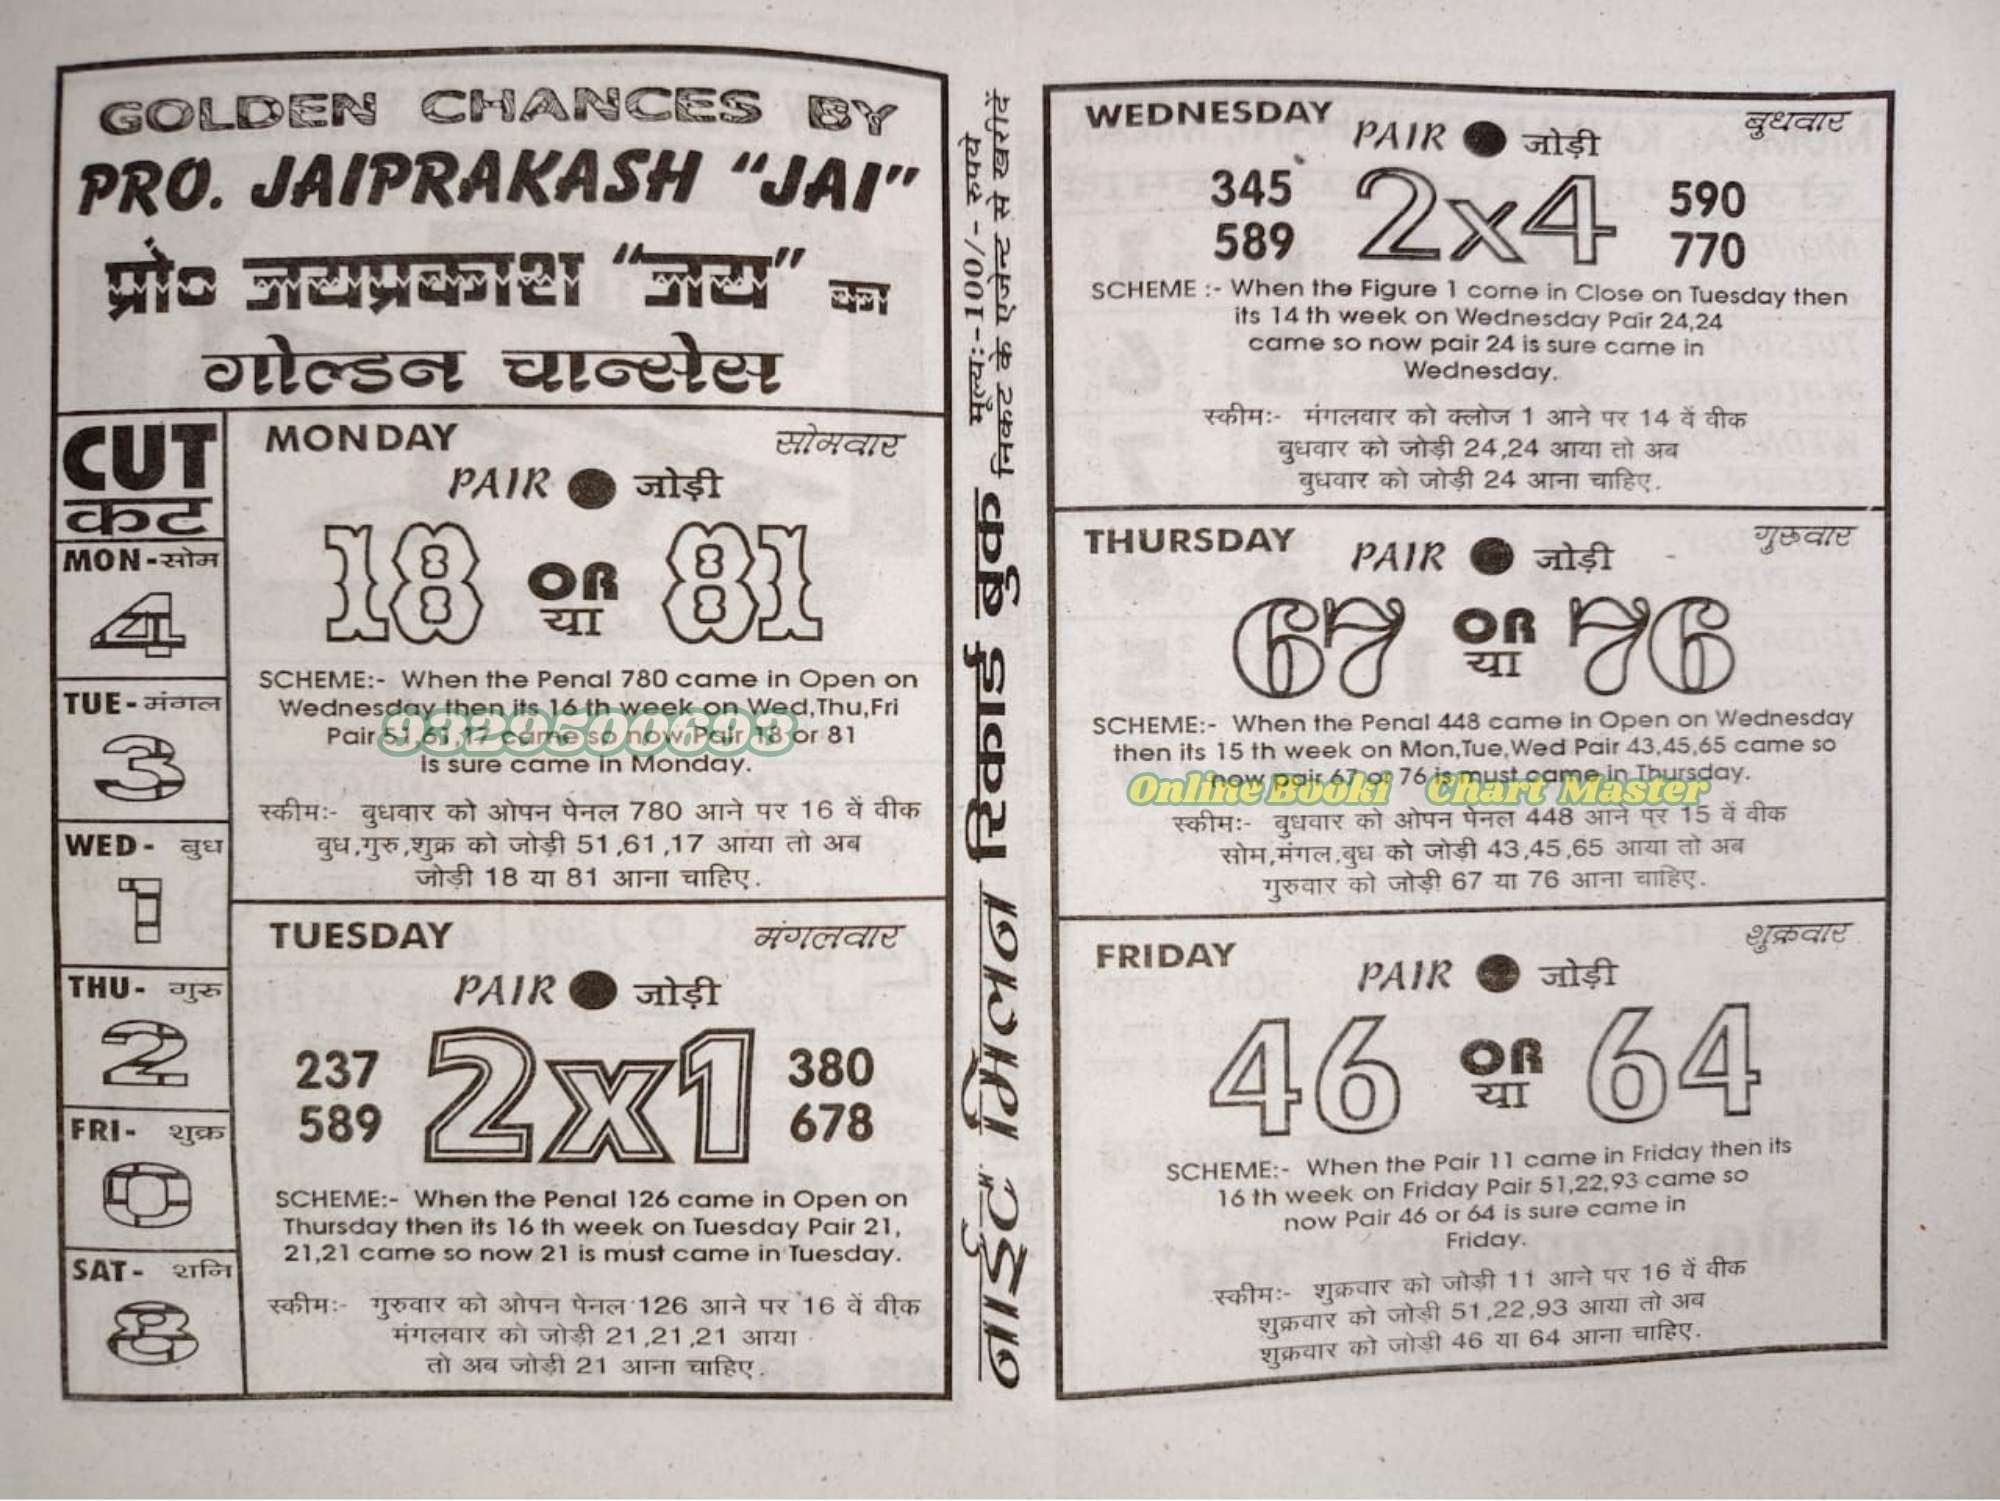 GOLDEN CHANCES BY
PRO. JAIPRAKASH "JAI"
प्रो० जयप्रकाश "जय" का
गोल्डन चान्सेस
CUT
कट
MON-सोम
4
TUE-मंगल
3
WED- बुध
1
THU- गुरु
2
FRI- शुक्र
0
SAT- शनि
8
MONDAY सोमवार
PAIR ● जोड़ी
18 OR 81
या
SCHEME:- When the Penal 780 came in Open on
Wednesday then its 16 th week on Wed,Thu,Fri
Pair 51,61,17 came so now Pair 18 or 81
is sure came in Monday.
9329500693
स्कीमः- बुधवार को ओपन पेनल 780 आने पर 16 वें वीक
बुध,गुरु,शुक्र को जोड़ी 51,61,17 आया तो अब
जोड़ी 18 या 81 आना चाहिए.
TUESDAY मंगलवार
PAIR ● जोड़ी
237 2x1 380
589 678
SCHEME:- When the Penal 126 came in Open on
Thursday then its 16 th week on Tuesday Pair 21,
21,21 came so now 21 is must came in Tuesday.
स्कीमः- गुरुवार को ओपन पेनल 126 आने पर 16 वें वीक
मंगलवार को जोड़ी 21,21,21 आया
तो अब जोड़ी 21 आना चाहिए.
नाईट मिलन रिकार्ड बुक
मूल्यः-100/- रुपये
निकट के एजेन्ट से खरीदें
WEDNESDAY बुधवार
PAIR ● जोड़ी
345 2x4 590
589 770
SCHEME :- When the Figure 1 come in Close on Tuesday then
its 14 th week on Wednesday Pair 24,24
came so now pair 24 is sure came in
Wednesday.
स्कीमः- मंगलवार को क्लोज 1 आने पर 14 वें वीक
बुधवार को जोड़ी 24,24 आया तो अब
बुधवार को जोड़ी 24 आना चाहिए.
THURSDAY गुरुवार
PAIR ● जोड़ी
67 OR 76
या
SCHEME:- When the Penal 448 came in Open on Wednesday
then its 15 th week on Mon,Tue,Wed Pair 43,45,65 came so
now pair 67 or 76 is must came in Thursday.
Online Booki Chart Master
स्कीमः- बुधवार को ओपन पेनल 448 आने पर 15 वें वीक
सोम,मंगल,बुध को जोड़ी 43,45,65 आया तो अब
गुरुवार को जोड़ी 67 या 76 आना चाहिए.
FRIDAY शुक्रवार
PAIR ● जोड़ी
46 OR 64
या
SCHEME:- When the Pair 11 came in Friday then its
16 th week on Friday Pair 51,22,93 came so
now Pair 46 or 64 is sure came in
Friday.
स्कीमः- शुक्रवार को जोड़ी 11 आने पर 16 वें वीक
शुक्रवार को जोड़ी 51,22,93 आया तो अब
शुक्रवार को जोड़ी 46 या 64 आना चाहिए.